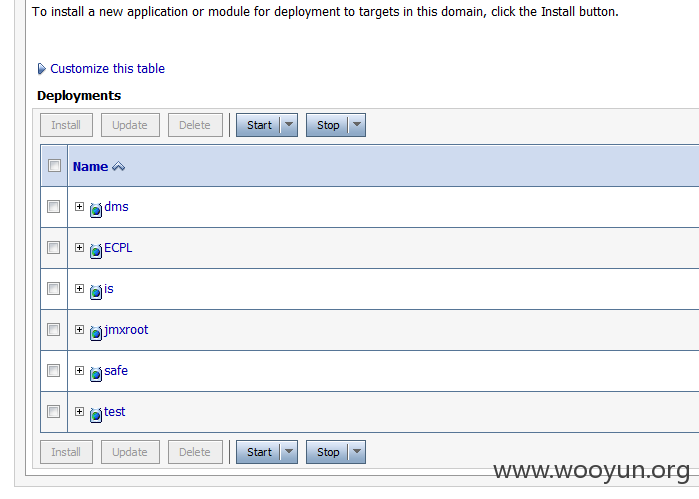 To install a new application or module for deployment to targets in this domain, click the Install button.
Customize this table
Deployments
Install Update Delete Start Stop
Name
dms
ECPL
is
jmxroot
safe
test
Install Update Delete Start Stop
www.wooyun.org